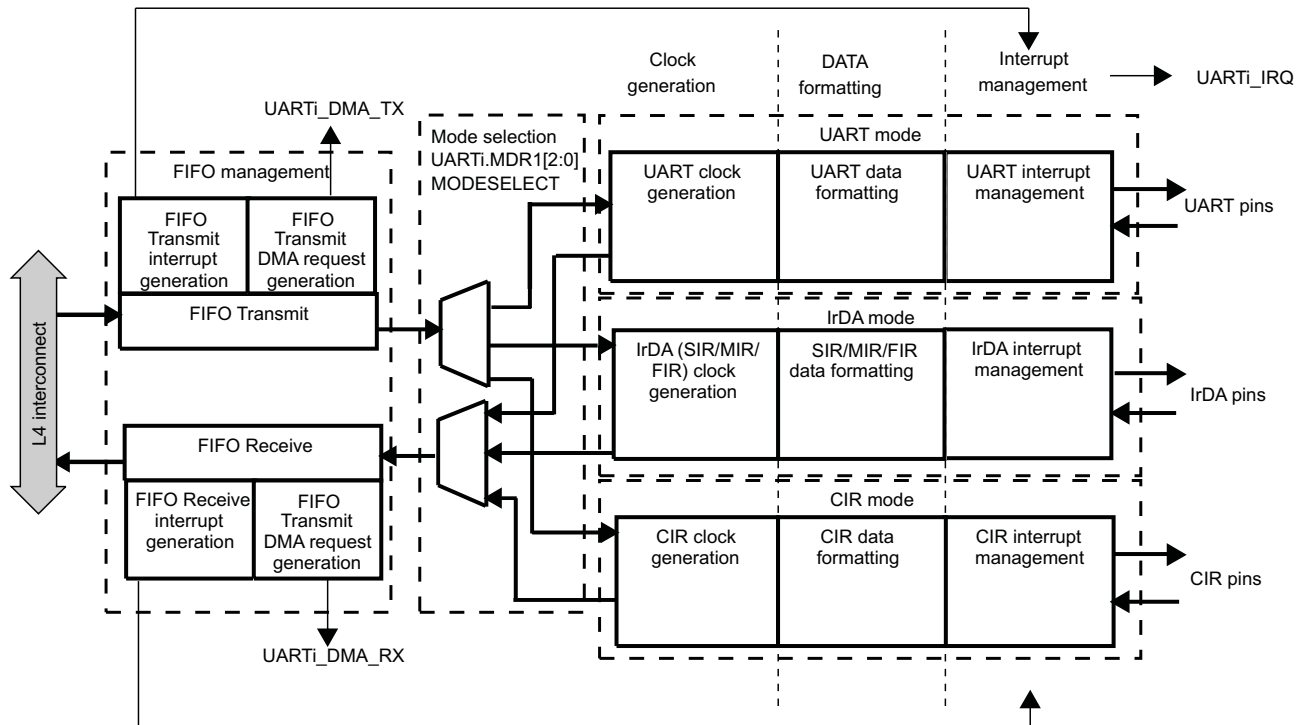 Clock
generation
DATA
formatting
Interrupt
management
UARTi_IRQ
UARTi_DMA_TX
FIFO management
FIFO
Transmit
interrupt
generation
FIFO
Transmit
DMA request
generation
FIFO Transmit
L4 interconnect
FIFO Receive
FIFO Receive
interrupt
generation
FIFO
Transmit
DMA request
generation
UARTi_DMA_RX
Mode selection
UARTi.MDR1[2:0]
MODESELECT
UART mode
UART clock
generation
UART data
formatting
UART interrupt
management
UART pins
IrDA mode
IrDA (SIR/MIR/
FIR) clock
generation
SIR/MIR/FIR
data formatting
IrDA interrupt
management
IrDA pins
CIR mode
CIR clock
generation
CIR data
formatting
CIR interrupt
management
CIR pins